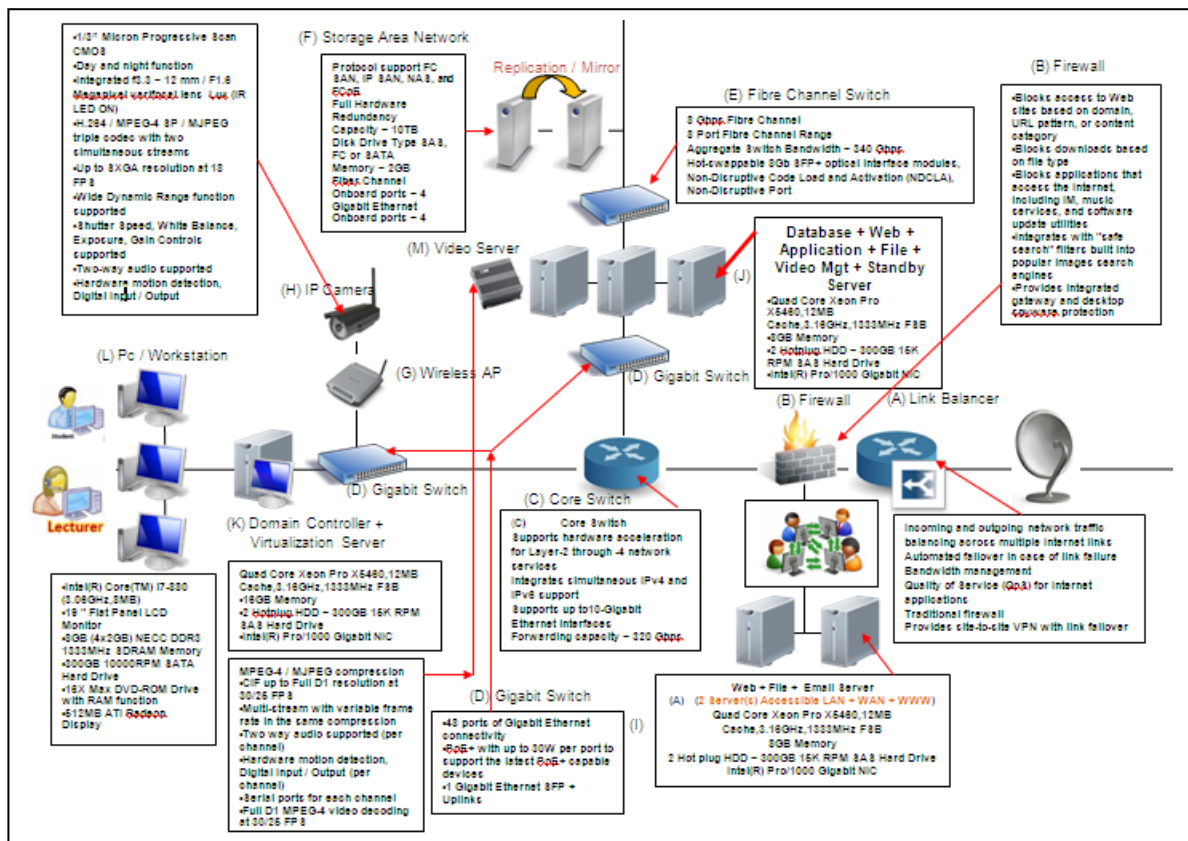 •1/3" Micron Progressive Scan
CMOS
•Day and night function
•Integrated f3.3 – 12 mm / F1.6
Megapixel varifocal lens Lux (IR
LED ON)
•H.264 / MPEG-4 SP / MJPEG
triple codec with two
simultaneous streams
•Up to SXGA resolution at 18
FPS
•Wide Dynamic Range function
supported
•Shutter Speed, White Balance,
Exposure, Gain Controls
supported
•Two-way audio supported
•Hardware motion detection,
Digital Input / Output
(F) Storage Area Network
Protocol support FC
SAN, IP SAN, NAS, and
FCoE
Full Hardware
Redundancy
Capacity – 10TB
Disk Drive Type SAS,
FC or SATA
Memory – 2GB
Fiber Channel
Onboard ports – 4
Gigabit Ethernet
Onboard ports – 4
Replication / Mirror
(E) Fibre Channel Switch
8 Gbps Fibre Channel
8 Port Fibre Channel Range
Aggregate Switch Bandwidth – 340 Gbps
Hot-swappable 8Gb SFP+ optical interface modules,
Non-Disruptive Code Load and Activation (NDCLA),
Non-Disruptive Port
(B) Firewall
•Blocks access to Web
sites based on domain,
URL pattern, or content
category
•Blocks downloads based
on file type
•Blocks applications that
access the Internet,
including IM, music
services, and software
update utilities
•Integrates with "safe
search" filters built into
popular images search
engines
•Provides integrated
gateway and desktop
spyware protection
(M) Video Server
(J)
Database + Web +
Application + File +
Video Mgt + Standby
Server
•Quad Core Xeon Pro
X5460,12MB
Cache,3.16GHz,1333MHz FSB
•8GB Memory
•2 Hotplug HDD – 300GB 15K
RPM SAS Hard Drive
•Intel(R) Pro/1000 Gigabit NIC
(H) IP Camera
(G) Wireless AP
(L) Pc / Workstation
Student
Lecturer
(D) Gigabit Switch
(D) Gigabit Switch
(B) Firewall
(A) Link Balancer
(K) Domain Controller +
Virtualization Server
Quad Core Xeon Pro X5460,12MB
Cache,3.16GHz,1333MHz FSB
•16GB Memory
•2 Hotplug HDD – 300GB 15K RPM
SAS Hard Drive
•Intel(R) Pro/1000 Gigabit NIC
(C) Core Switch
(C) Core Switch
Supports hardware acceleration
for Layer-2 through -4 network
services
Integrates simultaneous IPv4 and
IPv6 support
Supports up to10-Gigabit
Ethernet interfaces
Forwarding capacity – 320 Gbps
Incoming and outgoing network traffic
balancing across multiple Internet links
Automated failover in case of link failure
Bandwidth management
Quality of Service (QoS) for Internet
applications
Traditional firewall
Provides site-to-site VPN with link failover
•Intel(R) Core(TM) i7-880
(3.06GHz,8MB)
•19 " Flat Panel LCD
Monitor
•8GB (4x2GB) NECC DDR3
1333MHz SDRAM Memory
•300GB 10000RPM SATA
Hard Drive
•16X Max DVD-ROM Drive
with RAM function
•512MB ATI Radeon
Display
MPEG-4 / MJPEG compression
•CIF up to Full D1 resolution at
30/25 FPS
•Multi-stream with variable frame
rate in the same compression
•Two way audio supported (per
channel)
•Hardware motion detection,
Digital Input / Output (per
channel)
•Serial ports for each channel
•Full D1 MPEG-4 video decoding
at 30/25 FPS
(D) Gigabit Switch
•48 ports of Gigabit Ethernet
connectivity
•PoE+ with up to 30W per port to
support the latest PoE+ capable
devices
•1 Gigabit Ethernet SFP +
Uplinks
(I)
Web + File + Email Server
(A) (2 Server(s) Accessible LAN + WAN + WWW)
Quad Core Xeon Pro X5460,12MB
Cache,3.16GHz,1333MHz FSB
8GB Memory
2 Hot plug HDD – 300GB 15K RPM SAS Hard Drive
Intel(R) Pro/1000 Gigabit NIC